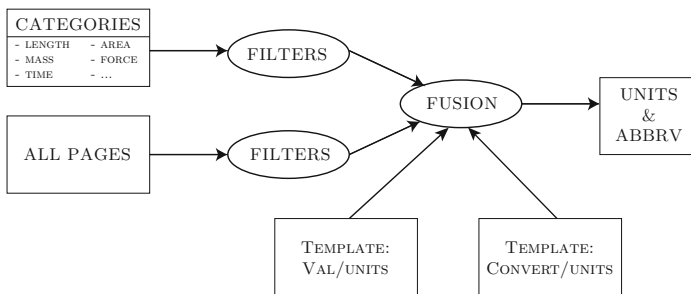 CATEGORIES
- LENGTH - AREA
- MASS - FORCE
- TIME - ...
FILTERS
FUSION
UNITS
&
ABBRV
ALL PAGES
FILTERS
TEMPLATE:
VAL/UNITS
TEMPLATE:
CONVERT/UNITS